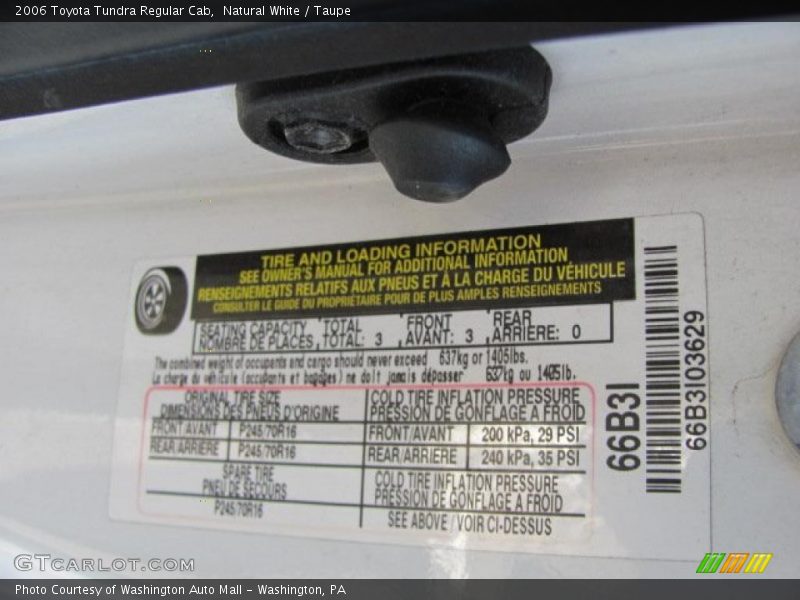 2006 Toyota Tundra Regular Cab,  Natural White / Taupe
TIRE AND LOADING INFORMATION
SEE OWNER'S MANUAL FOR ADDITIONAL INFORMATION
RENSEIGNEMENTS RELATIFS AUX PNEUS ET À LA CHARGE DU VÉHICULE
CONSULTER LE GUIDE DU PROPRIÉTAIRE POUR DE PLUS AMPLES RENSEIGNEMENTS
SEATING CAPACITY TOTAL FRONT REAR
NOMBRE DE PLACES, TOTAL: 3 , AVANT: 3 , ARRIÈRE: 0
The combined weight of occupants and cargo should never exceed 637kg or 1405lbs.
La charge du véhicule (occupants et bagages) ne doit jamais dépasser 637kg ou 1405lb.
ORIGINAL TIRE SIZE
DIMENSIONS DES PNEUS D'ORIGINE
COLD TIRE INFLATION PRESSURE
PRESSION DE GONFLAGE A FROID
FRONT/AVANT P245/70R16 FRONT/AVANT 200 kPa, 29 PSI
REAR/ARRIERE P245/70R16 REAR/ARRIERE 240 kPa, 35 PSI
SPARE TIRE
PNEU DE SECOURS
COLD TIRE INFLATION PRESSURE
PRESSION DE GONFLAGE A FROID
P245/70R16 SEE ABOVE/VOIR CI-DESSUS
66B3I
66B3I03629
GTCARLOT.COM
Photo Courtesy of Washington Auto Mall - Washington, PA